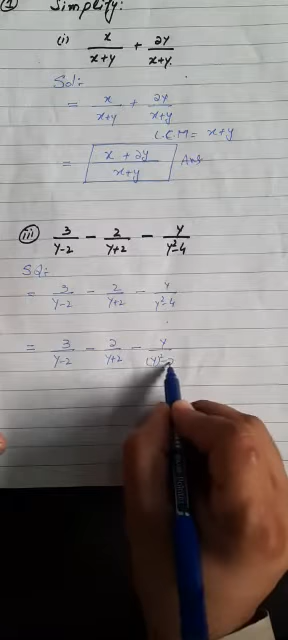 ① Simplify:
(i) x/(x+y) + 2y/(x+y).
Sol:
= x/(x+y) + 2y/(x+y)
L.C.M = x+y
= (x + 2y)/(x+y) Ans
(iii) 3/(y-2) - 2/(y+2) - y/(y²-4)
Sol:
= 3/(y-2) - 2/(y+2) - y/(y²-4)
= 3/(y-2) - 2/(y+2) - y/((y)²-2